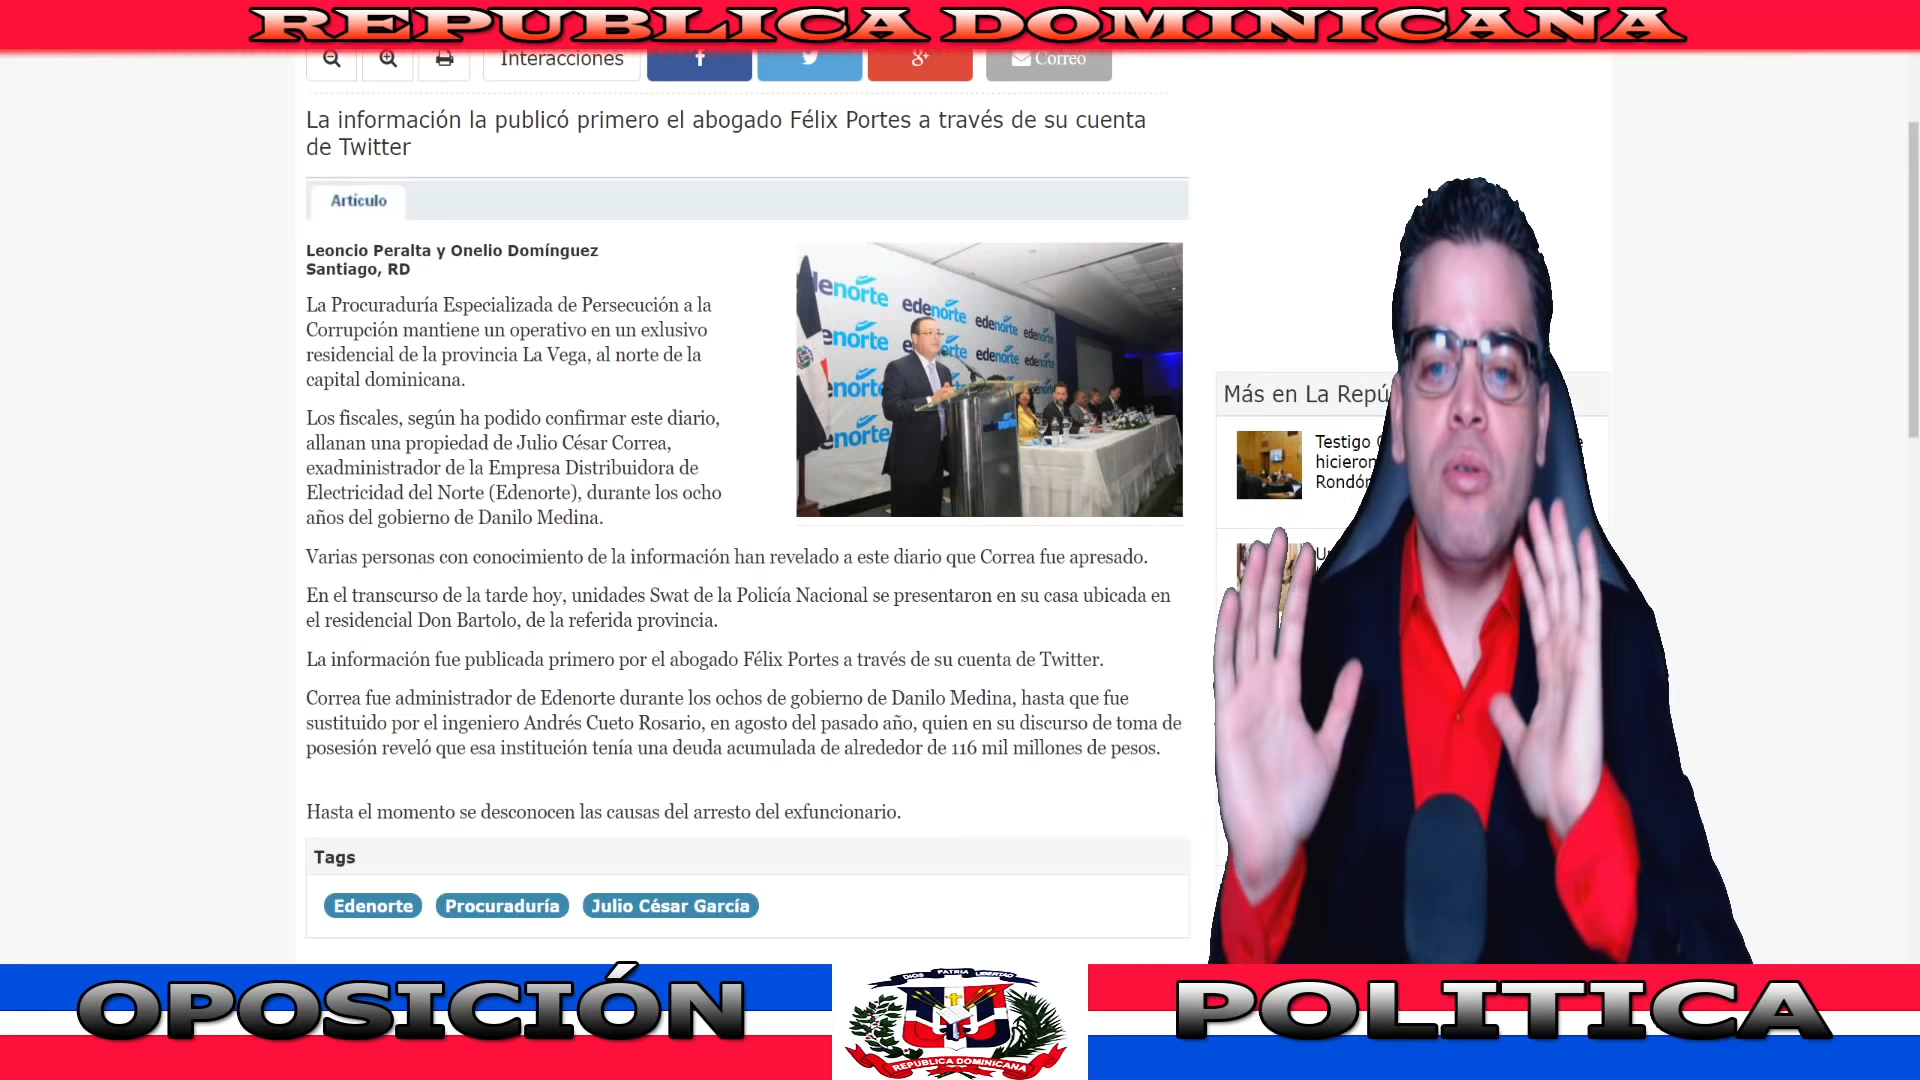 REPUBLICA DOMINICANA
Interacciones
f
g+
Correo
La información la publicó primero el abogado Félix Portes a través de su cuenta
de Twitter
Artículo
Leoncio Peralta y Onelio Domínguez
Santiago, RD
La Procuraduría Especializada de Persecución a la
Corrupción mantiene un operativo en un exlusivo
residencial de la provincia La Vega, al norte de la
capital dominicana.
Los fiscales, según ha podido confirmar este diario,
allanan una propiedad de Julio César Correa,
exadministrador de la Empresa Distribuidora de
Electricidad del Norte (Edenorte), durante los ocho
años del gobierno de Danilo Medina.
edenorte
edenorte
edenorte
edenorte
Varias personas con conocimiento de la información han revelado a este diario que Correa fue apresado.
En el transcurso de la tarde hoy, unidades Swat de la Policía Nacional se presentaron en su casa ubicada en
el residencial Don Bartolo, de la referida provincia.
La información fue publicada primero por el abogado Félix Portes a través de su cuenta de Twitter.
Correa fue administrador de Edenorte durante los ochos de gobierno de Danilo Medina, hasta que fue
sustituido por el ingeniero Andrés Cueto Rosario, en agosto del pasado año, quien en su discurso de toma de
posesión reveló que esa institución tenía una deuda acumulada de alrededor de 116 mil millones de pesos.
Hasta el momento se desconocen las causas del arresto del exfuncionario.
Tags
Edenorte
Procuraduría
Julio César García
Más en La Repú
Testigo
hicieron
OPOSICIÓN
DIOS PATRIA LIBERTAD
REPUBLICA DOMINICANA
POLITICA